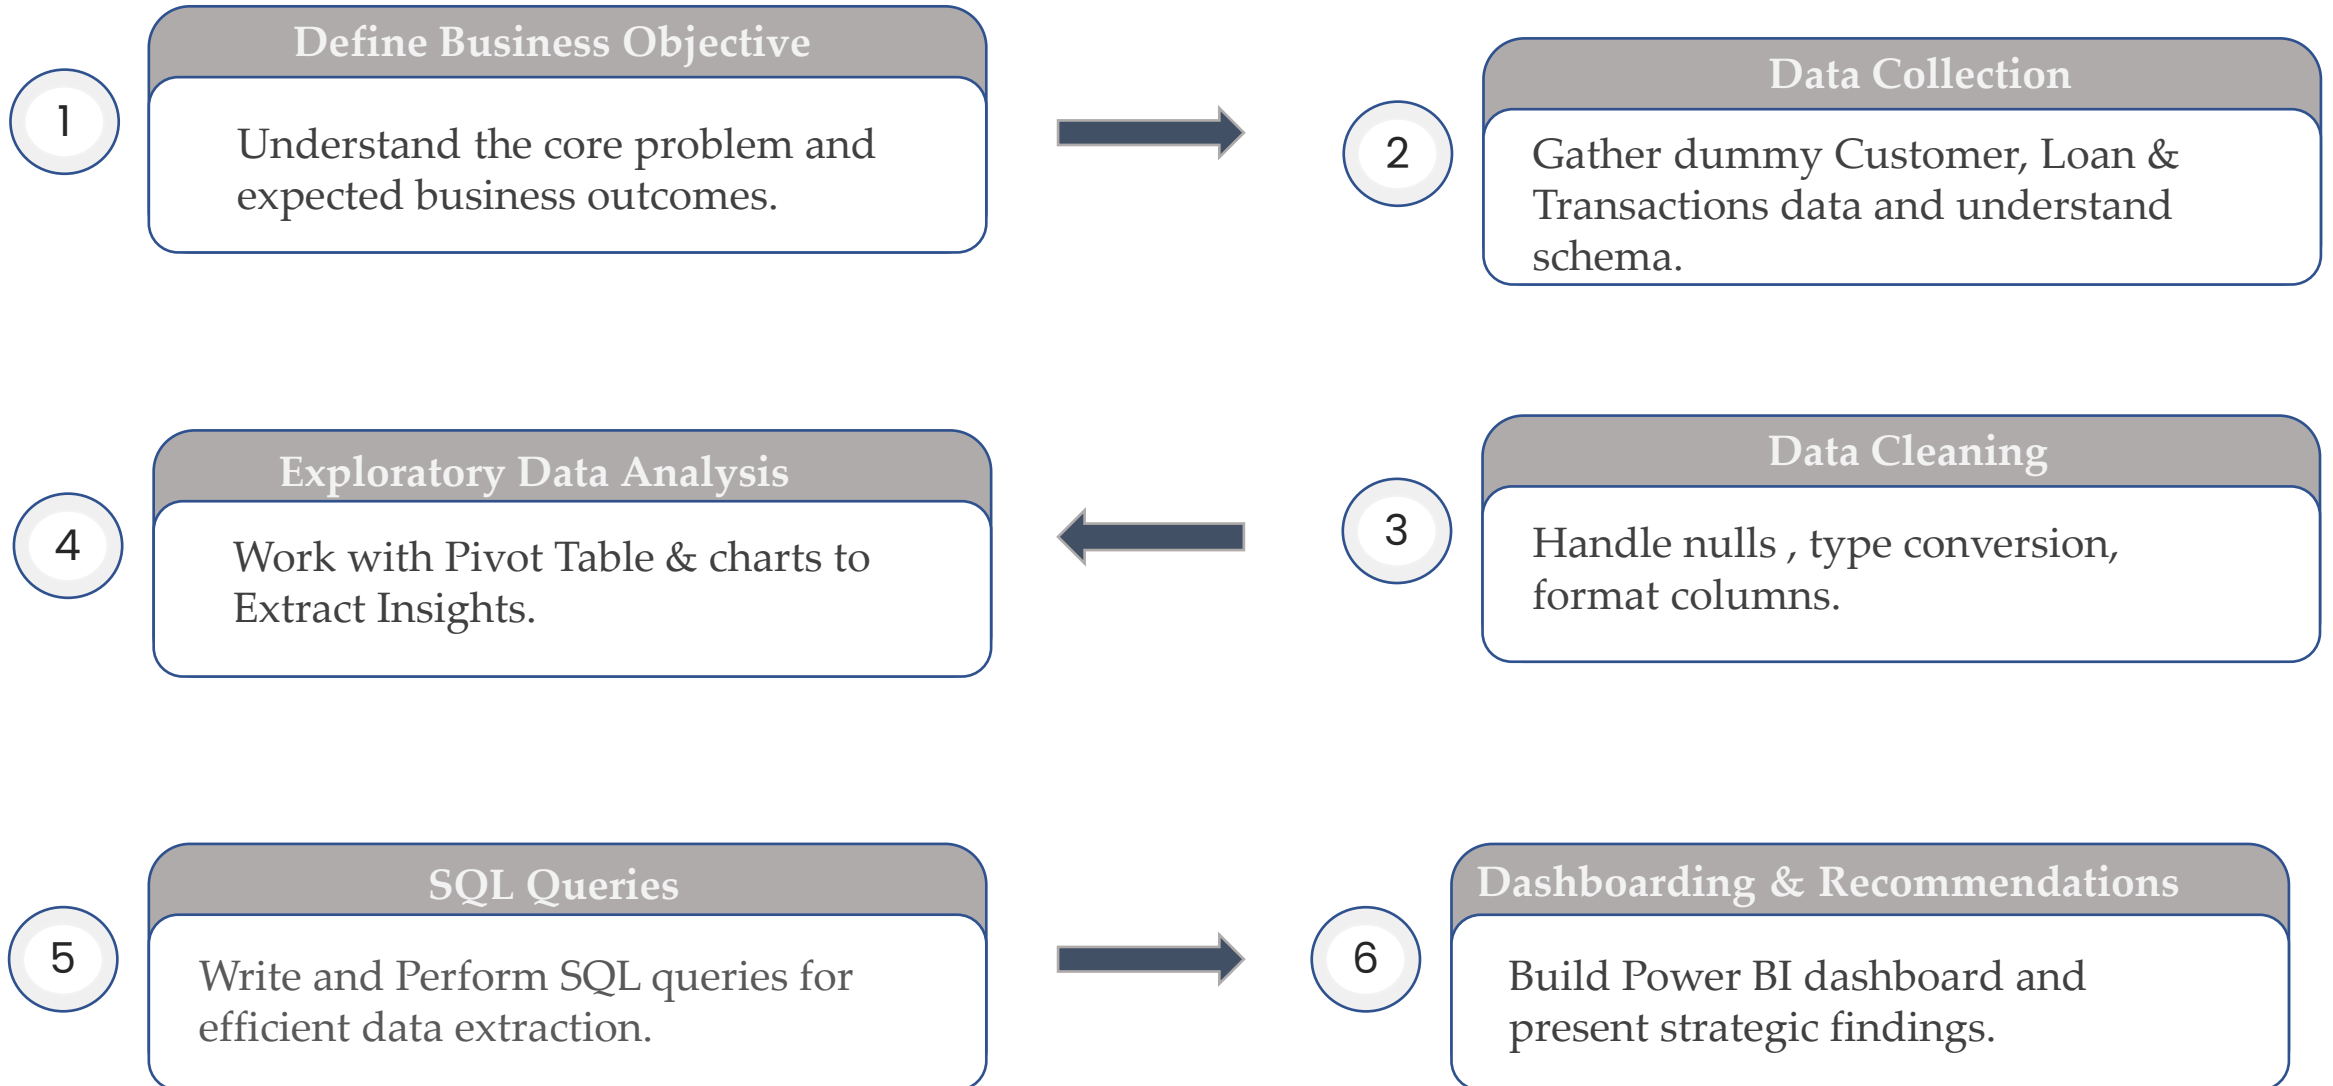 Define Business Objective
1
Understand the core problem and
expected business outcomes.
Data Collection
2
Gather dummy Customer, Loan &
Transactions data and understand
schema.
Data Cleaning
3
Handle nulls , type conversion,
format columns.
Exploratory Data Analysis
4
Work with Pivot Table & charts to
Extract Insights.
SQL Queries
5
Write and Perform SQL queries for
efficient data extraction.
Dashboarding & Recommendations
6
Build Power BI dashboard and
present strategic findings.